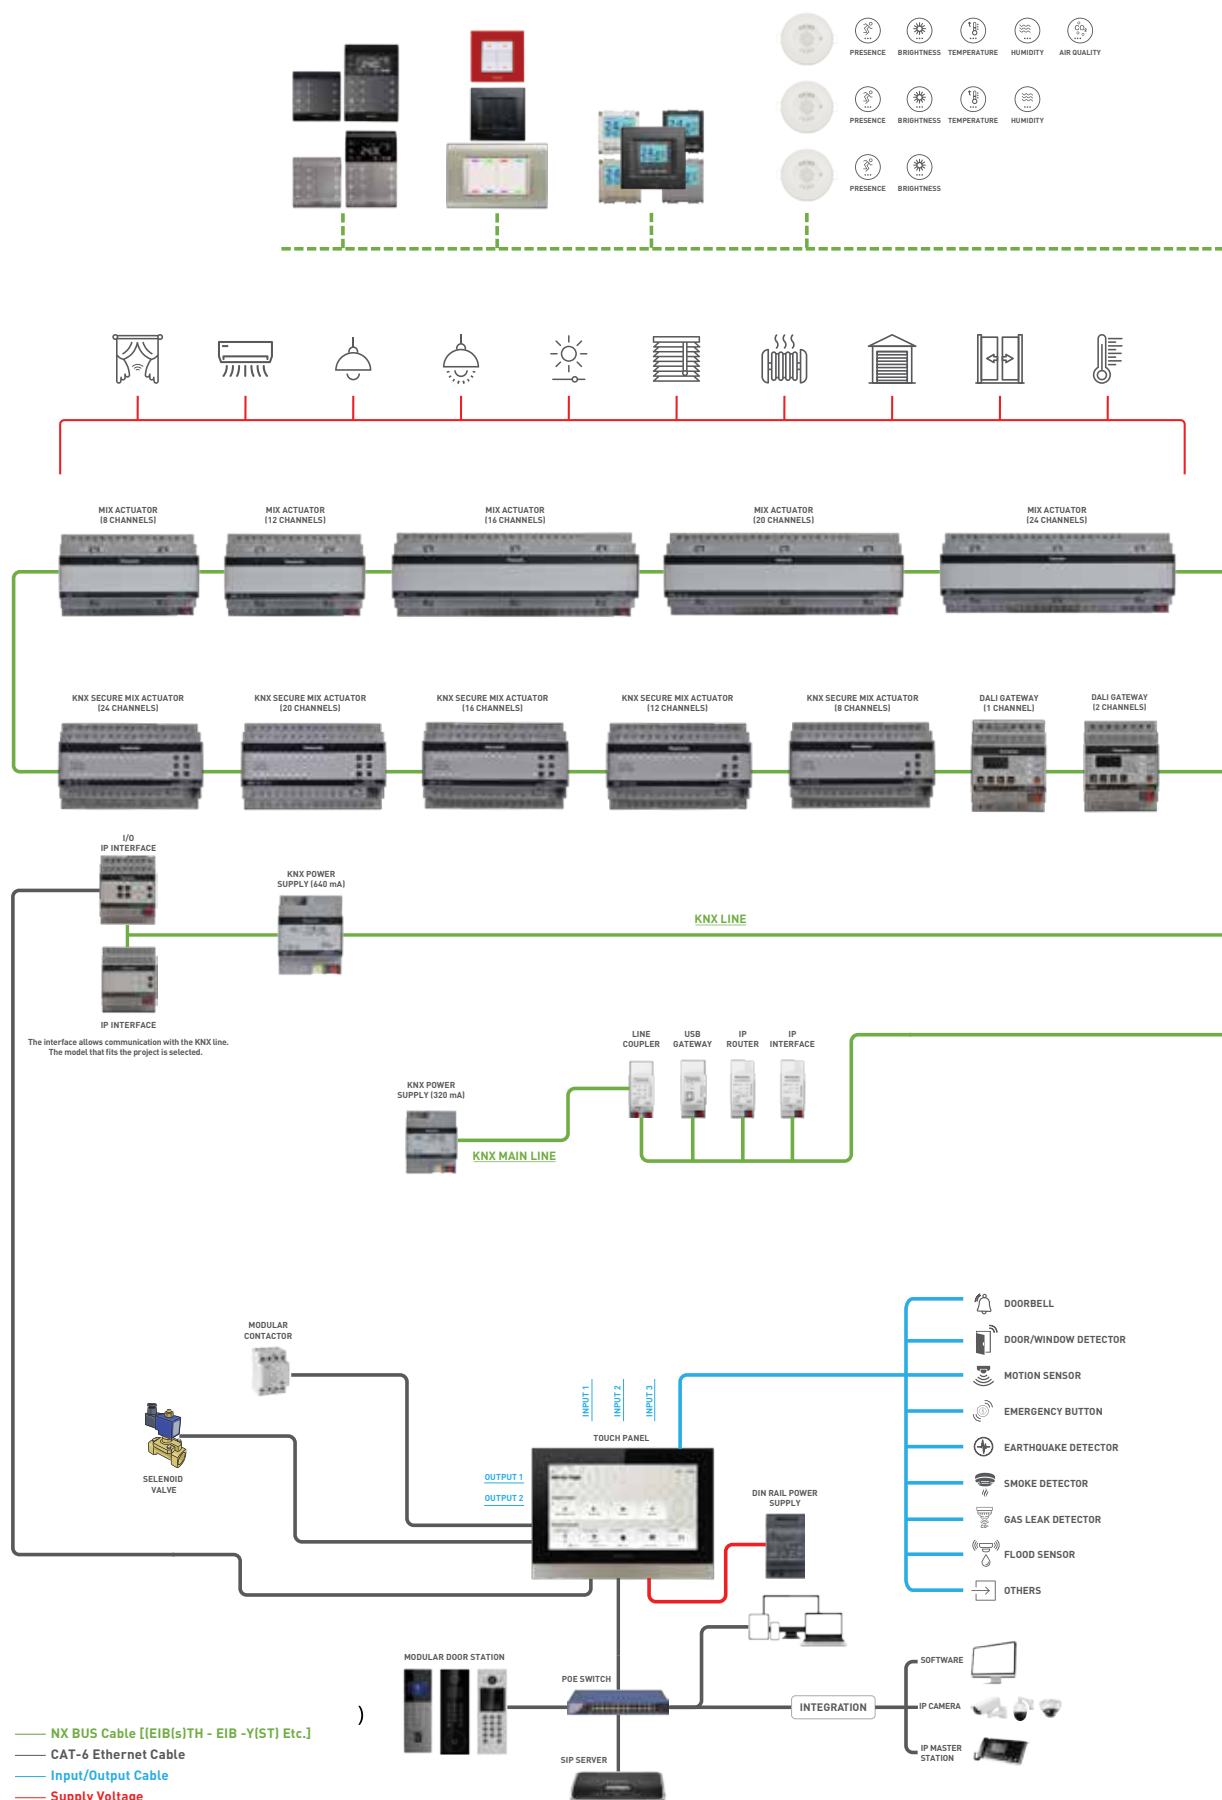 PRESENCE BRIGHTNESS TEMPERATURE HUMIDITY AIR QUALITY
PRESENCE BRIGHTNESS TEMPERATURE HUMIDITY
PRESENCE BRIGHTNESS
MIX ACTUATOR
(8 CHANNELS)
MIX ACTUATOR
(12 CHANNELS)
MIX ACTUATOR
(16 CHANNELS)
MIX ACTUATOR
(20 CHANNELS)
MIX ACTUATOR
(24 CHANNELS)
KNX SECURE MIX ACTUATOR
(24 CHANNELS)
KNX SECURE MIX ACTUATOR
(20 CHANNELS)
KNX SECURE MIX ACTUATOR
(16 CHANNELS)
KNX SECURE MIX ACTUATOR
(12 CHANNELS)
KNX SECURE MIX ACTUATOR
(8 CHANNELS)
DALI GATEWAY
(1 CHANNEL)
DALI GATEWAY
(2 CHANNELS)
I/O
IP INTERFACE
KNX POWER
SUPPLY (640 mA)
KNX LINE
IP INTERFACE
The interface allows communication with the KNX line.
The model that fits the project is selected.
LINE
COUPLER
USB
GATEWAY
IP
ROUTER
IP
INTERFACE
KNX POWER
SUPPLY (320 mA)
KNX MAIN LINE
DOORBELL
DOOR/WINDOW DETECTOR
MOTION SENSOR
EMERGENCY BUTTON
EARTHQUAKE DETECTOR
SMOKE DETECTOR
GAS LEAK DETECTOR
FLOOD SENSOR
OTHERS
MODULAR
CONTACTOR
INPUT 1
INPUT 2
INPUT 3
TOUCH PANEL
SELENOID
VALVE
OUTPUT 1
OUTPUT 2
DIN RAIL POWER
SUPPLY
MODULAR DOOR STATION
POE SWITCH
INTEGRATION
SOFTWARE
IP CAMERA
IP MASTER
STATION
SIP SERVER
)
NX BUS Cable [(EIB(s)TH - EIB -Y(ST) Etc.]
CAT-6 Ethernet Cable
Input/Output Cable
Supply Voltage